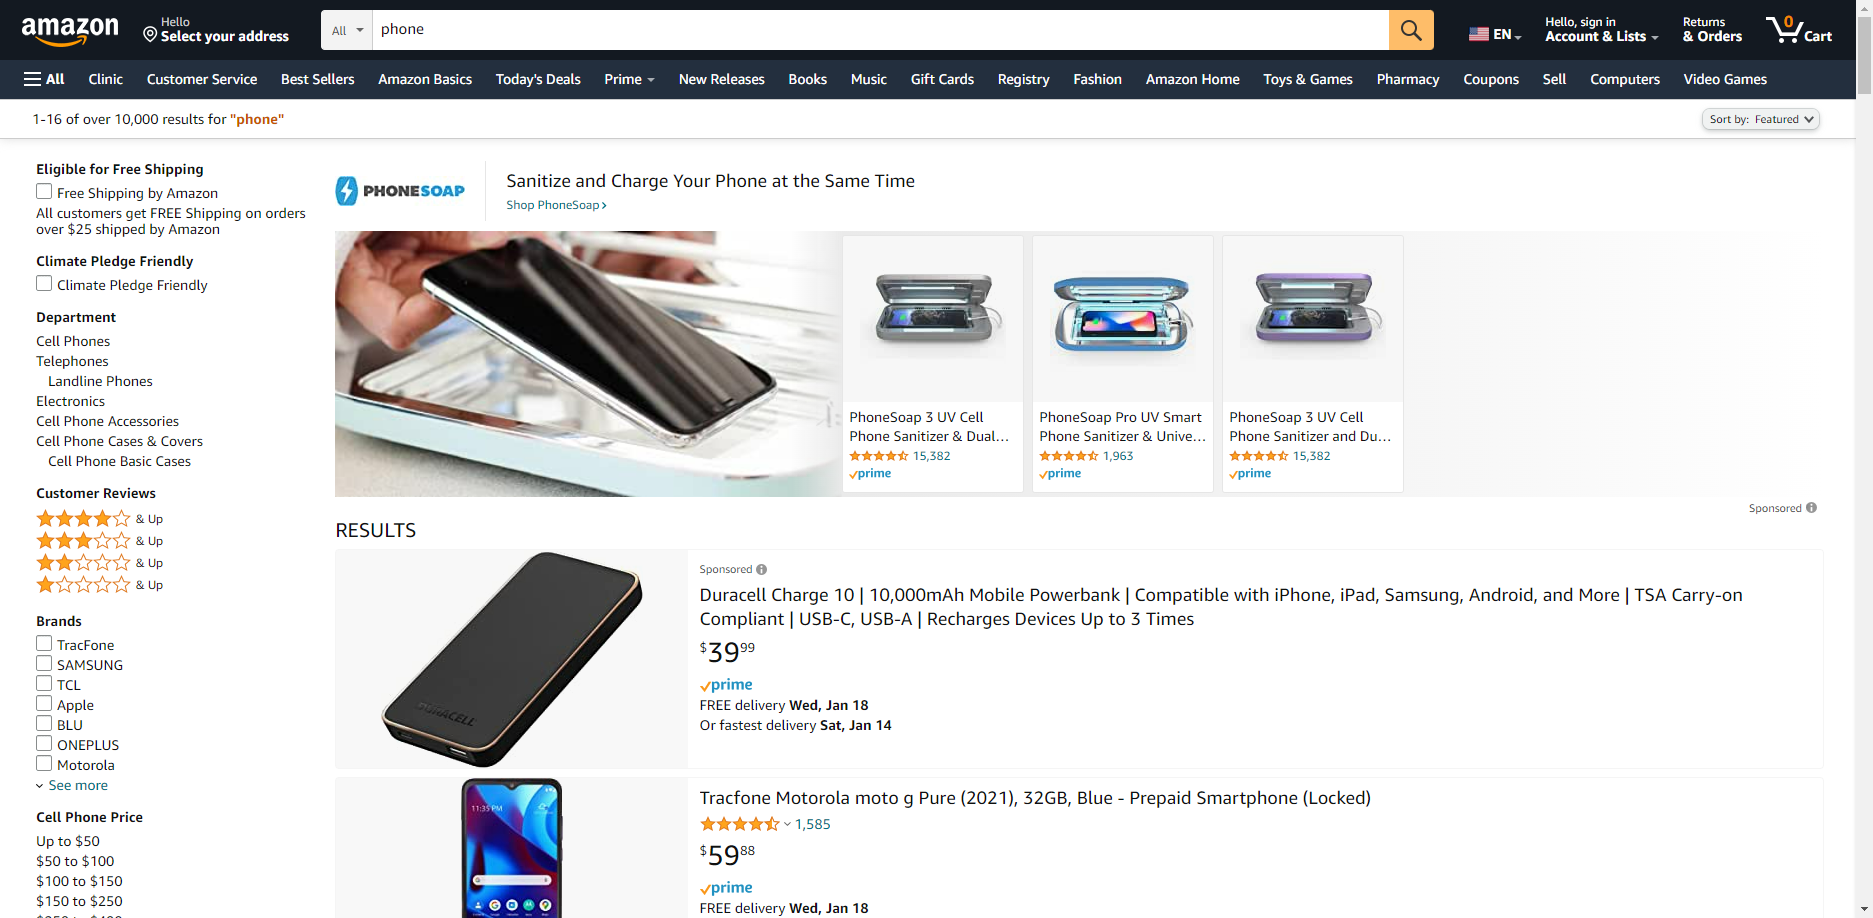 amazon
Hello
Select your address
All
phone
EN
Hello, sign in
Account & Lists
Returns
& Orders
0
Cart
All
Clinic
Customer Service
Best Sellers
Amazon Basics
Today's Deals
Prime
New Releases
Books
Music
Gift Cards
Registry
Fashion
Amazon Home
Toys & Games
Pharmacy
Coupons
Sell
Computers
Video Games
1-16 of over 10,000 results for "phone"
Sort by: Featured
Eligible for Free Shipping
Free Shipping by Amazon
All customers get FREE Shipping on orders
over $25 shipped by Amazon
Climate Pledge Friendly
Climate Pledge Friendly
Department
Cell Phones
Telephones
Landline Phones
Electronics
Cell Phone Accessories
Cell Phone Cases & Covers
Cell Phone Basic Cases
Customer Reviews
& Up
& Up
& Up
& Up
Brands
TracFone
SAMSUNG
TCL
Apple
BLU
ONEPLUS
Motorola
See more
Cell Phone Price
Up to $50
$50 to $100
$100 to $150
$150 to $250
PHONESOAP
Sanitize and Charge Your Phone at the Same Time
Shop PhoneSoap
PhoneSoap 3 UV Cell
Phone Sanitizer & Dual...
15,382
prime
PhoneSoap Pro UV Smart
Phone Sanitizer & Unive...
1,963
prime
PhoneSoap 3 UV Cell
Phone Sanitizer and Du...
15,382
prime
Sponsored
RESULTS
DURACELL
Sponsored
Duracell Charge 10 | 10,000mAh Mobile Powerbank | Compatible with iPhone, iPad, Samsung, Android, and More | TSA Carry-on
Compliant | USB-C, USB-A | Recharges Devices Up to 3 Times
$39 99
prime
FREE delivery Wed, Jan 18
Or fastest delivery Sat, Jan 14
11:35 PM
Tracfone Motorola moto g Pure (2021), 32GB, Blue - Prepaid Smartphone (Locked)
1,585
$59 88
prime
FREE delivery Wed, Jan 18